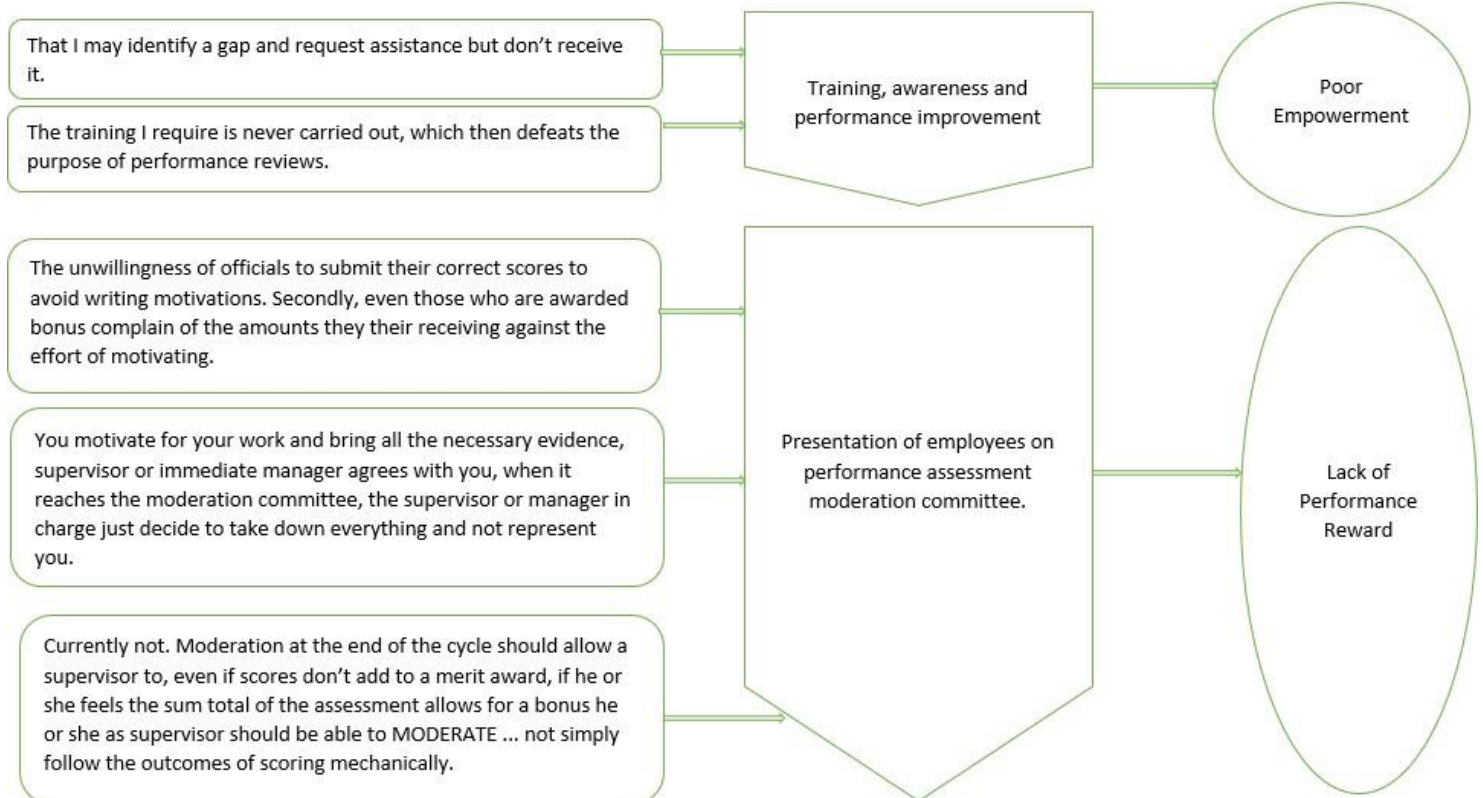 That I may identify a gap and request assistance but don’t receive
it.
The training I require is never carried out, which then defeats the
purpose of performance reviews.
Training, awareness and
performance improvement
Poor
Empowerment
The unwillingness of officials to submit their correct scores to
avoid writing motivations. Secondly, even those who are awarded
bonus complain of the amounts they their receiving against the
effort of motivating.
You motivate for your work and bring all the necessary evidence,
supervisor or immediate manager agrees with you, when it
reaches the moderation committee, the supervisor or manager in
charge just decide to take down everything and not represent
you.
Currently not. Moderation at the end of the cycle should allow a
supervisor to, even if scores don’t add to a merit award, if he or
she feels the sum total of the assessment allows for a bonus he
or she as supervisor should be able to MODERATE ... not simply
follow the outcomes of scoring mechanically.
Presentation of employees on
performance assessment
moderation committee.
Lack of
Performance
Reward